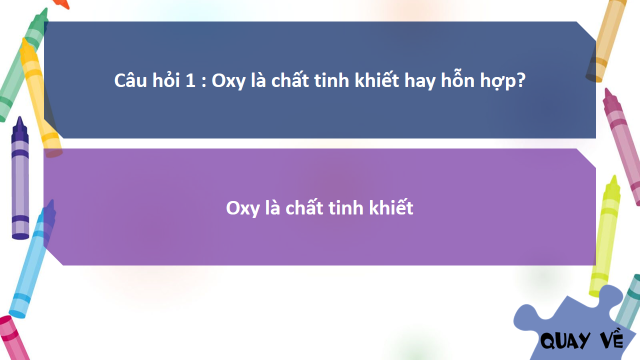 Câu hỏi 1 : Oxy là chất tinh khiết hay hỗn hợp?
Oxy là chất tinh khiết
QUAY VỀ